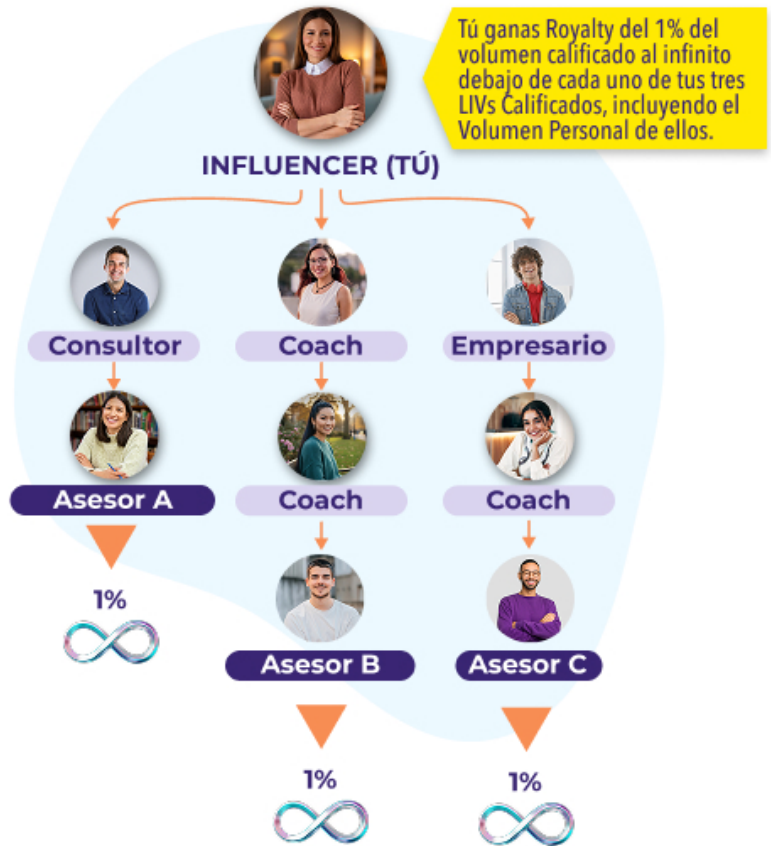 Tú ganas Royalty del 1% del
volumen calificado al infinito
debajo de cada uno de tus tres
LIVs Calificados, incluyendo el
Volumen Personal de ellos.
INFLUENCER (TÚ)
Consultor
Coach
Empresario
Asesor A
Coach
Coach
1%
Asesor B
Asesor C
1%
1%